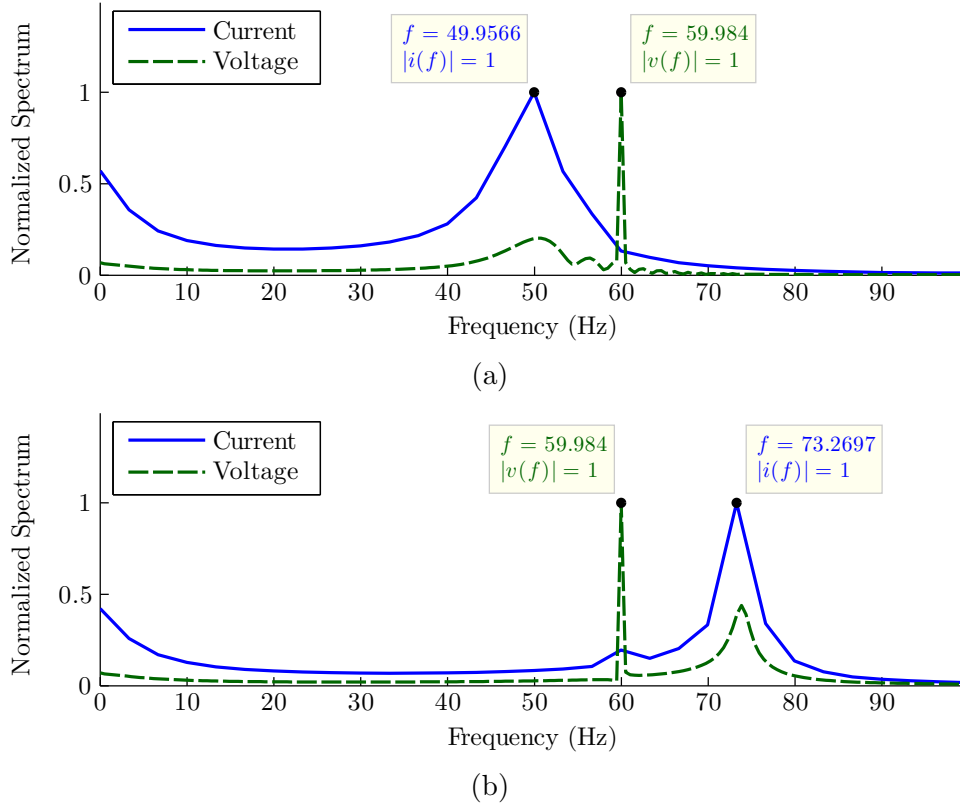 Current
Voltage
f = 49.9566
|i(f)| = 1
f = 59.984
|v(f)| = 1
Normalized Spectrum
1
0.5
0
0 10 20 30 40 50 60 70 80 90
Frequency (Hz)
(a)
Current
Voltage
f = 59.984
|v(f)| = 1
f = 73.2697
|i(f)| = 1
Normalized Spectrum
1
0.5
0
0 10 20 30 40 50 60 70 80 90
Frequency (Hz)
(b)